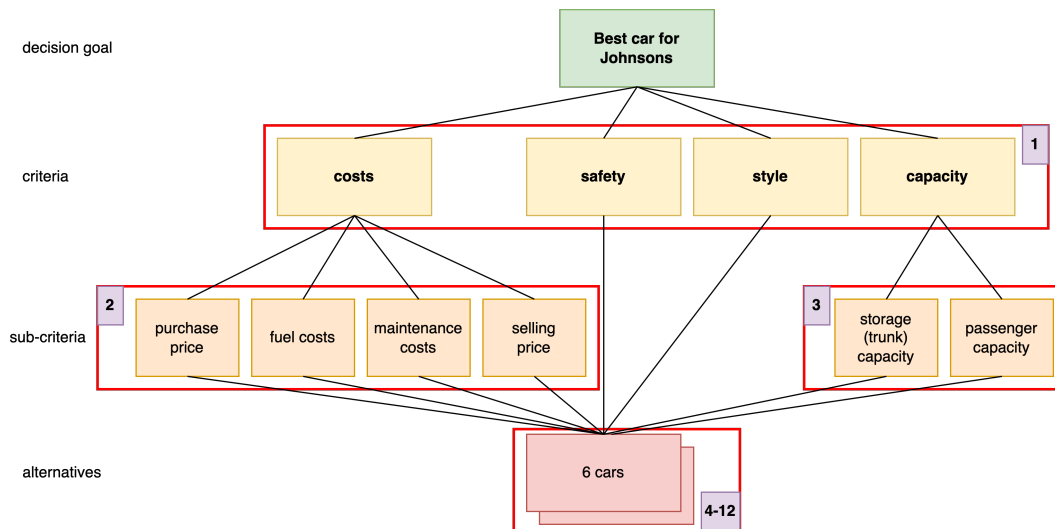 decision goal
Best car for
Johnsons
criteria
costs
safety
style
capacity
1
sub-criteria
2
purchase
price
fuel costs
maintenance
costs
selling
price
3
storage
(trunk)
capacity
passenger
capacity
alternatives
6 cars
4-12